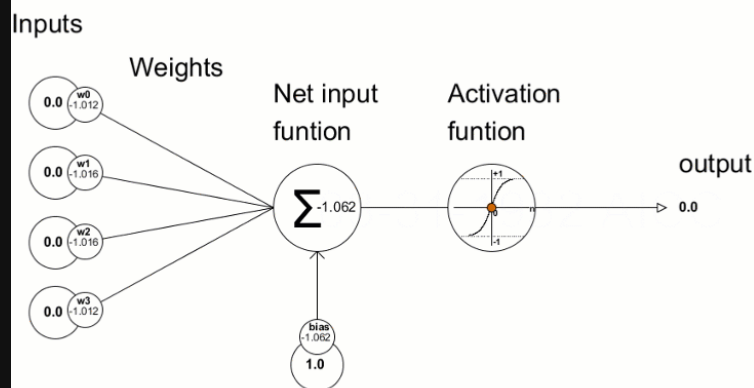 Inputs
Weights
0.0 w0
-1.012
0.0 w1
-1.016
0.0 w2
-1.016
0.0 w3
-1.012
Net input
funtion
Σ -1.062
bias
-1.062
1.0
Activation
funtion
+1
0
-1
output
0.0